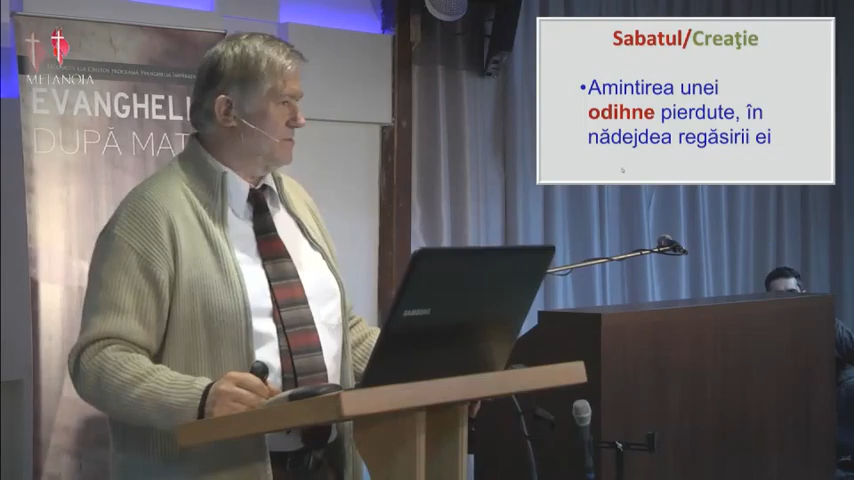 METANOIA
EVANGHELI
DUPĂ MAT
SAMSUNG
Sabatul/Creaţie
•Amintirea unei
odihne pierdute, în
nădejdea regăsirii ei